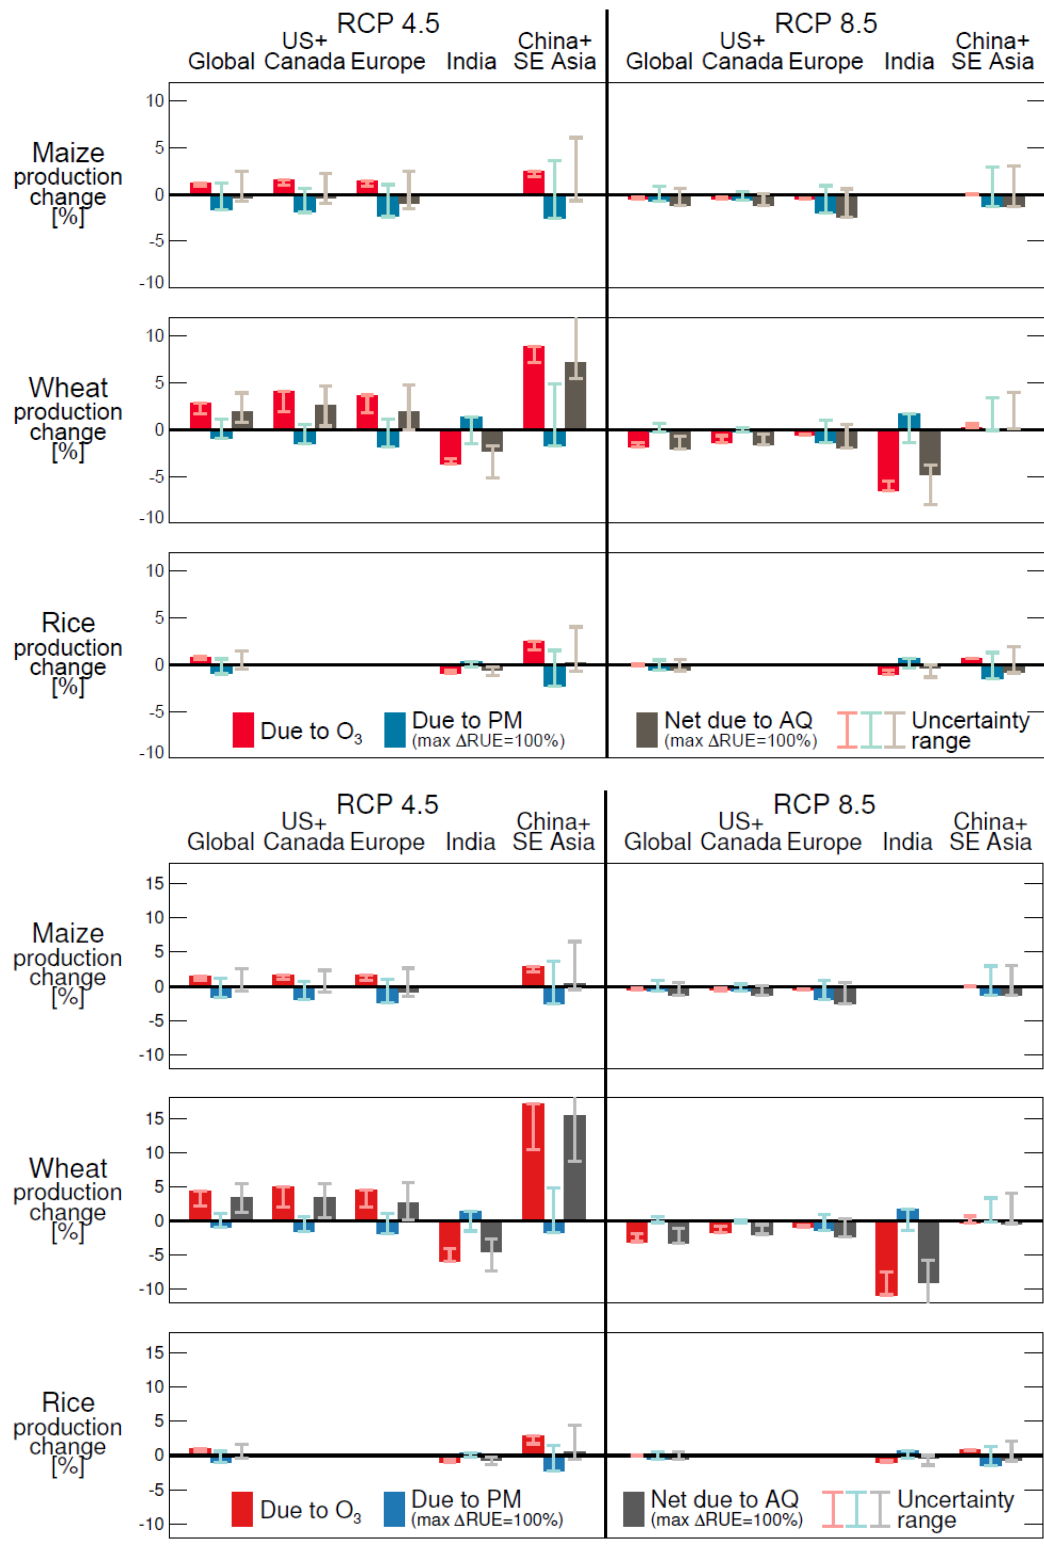 RCP 4.5 RCP 8.5
US+ China+ US+ China+
Global Canada Europe India SE Asia Global Canada Europe India SE Asia
10
5
0
-5
-10
Maize
production
change
[%]
10
5
0
-5
-10
Wheat
production
change
[%]
10
5
0
-5
-10
Rice
production
change
[%]
Due to O₃ Due to PM Net due to AQ Uncertainty
(max ΔRUE=100%) (max ΔRUE=100%) range
RCP 4.5 RCP 8.5
US+ China+ US+ China+
Global Canada Europe India SE Asia Global Canada Europe India SE Asia
15
10
5
0
-5
-10
Maize
production
change
[%]
15
10
5
0
-5
-10
Wheat
production
change
[%]
15
10
5
0
-5
-10
Rice
production
change
[%]
Due to O₃ Due to PM Net due to AQ Uncertainty
(max ΔRUE=100%) (max ΔRUE=100%) range